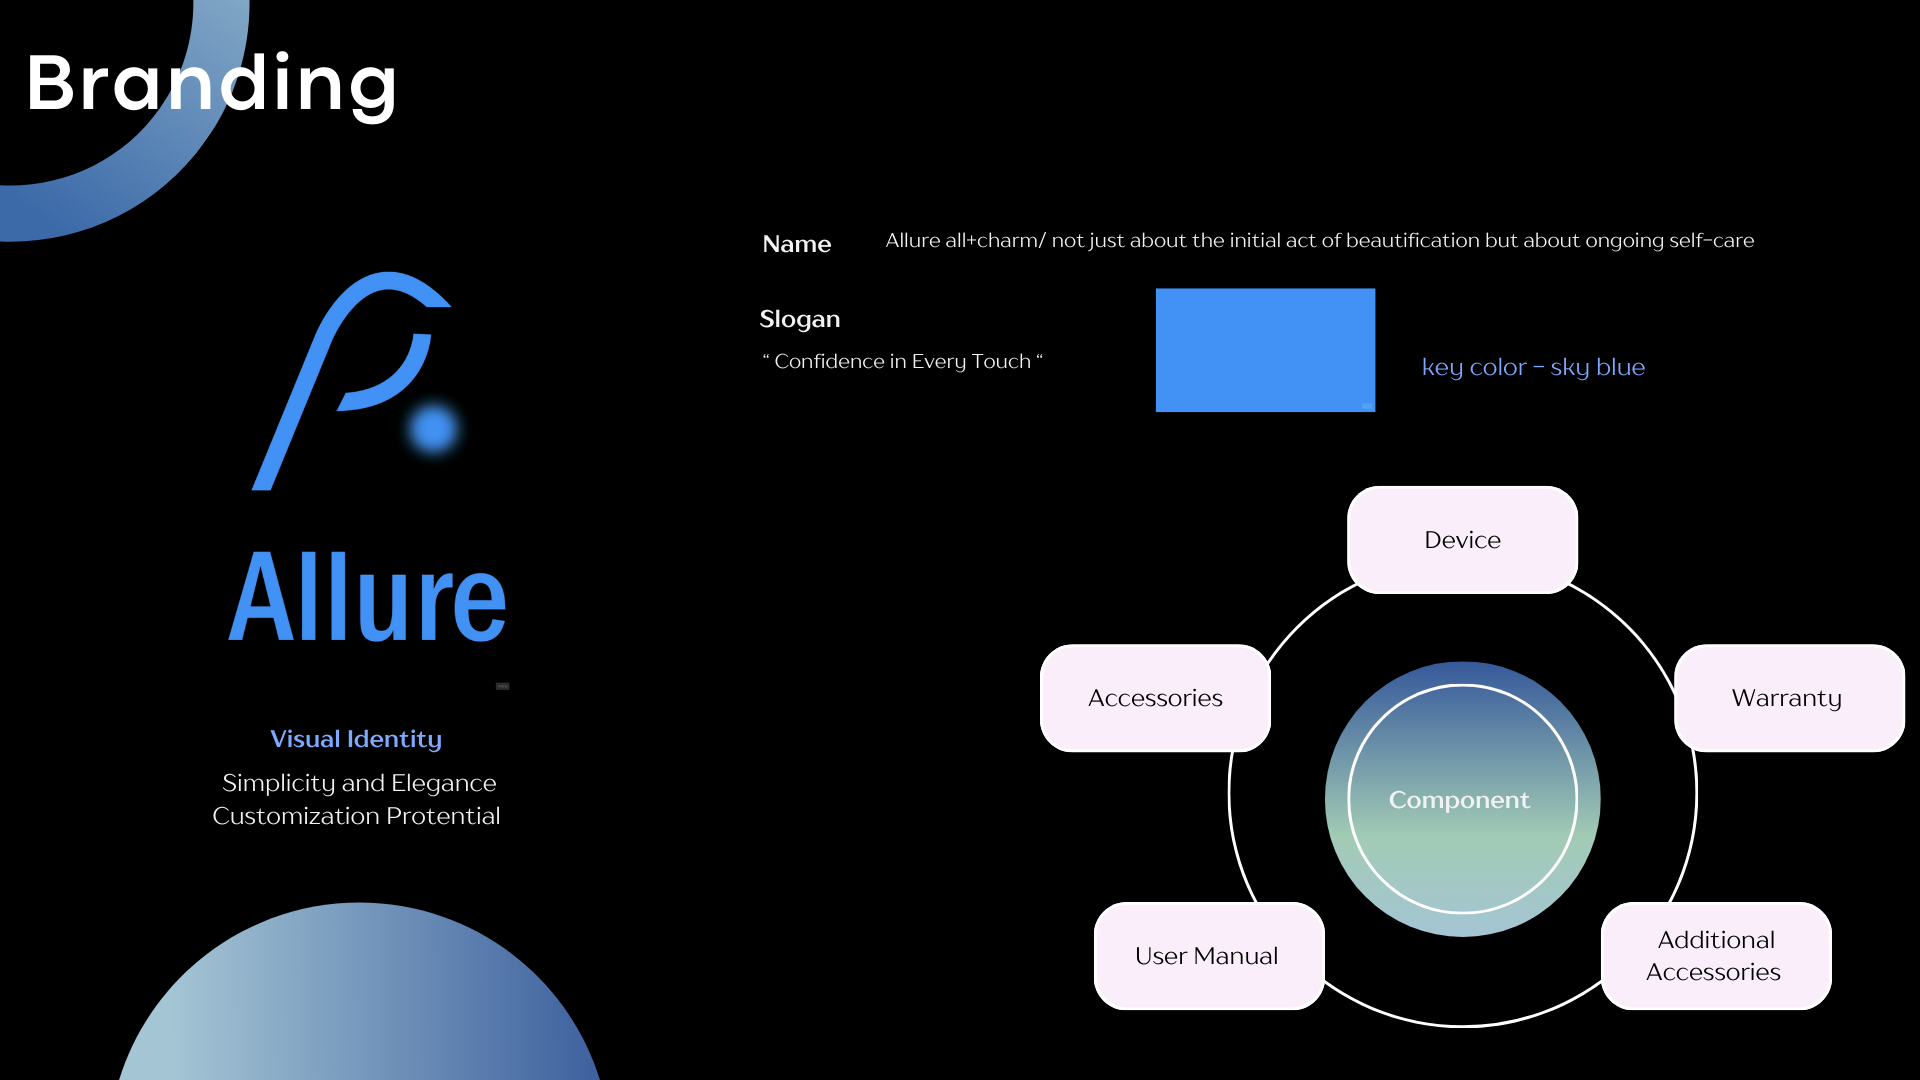 Branding
Name
Allure all+charm/ not just about the initial act of beautification but about ongoing self-care
Slogan
“ Confidence in Every Touch “
key color - sky blue
Allure
Visual Identity
Simplicity and Elegance
Customization Protential
Device
Accessories
Warranty
Component
User Manual
Additional
Accessories